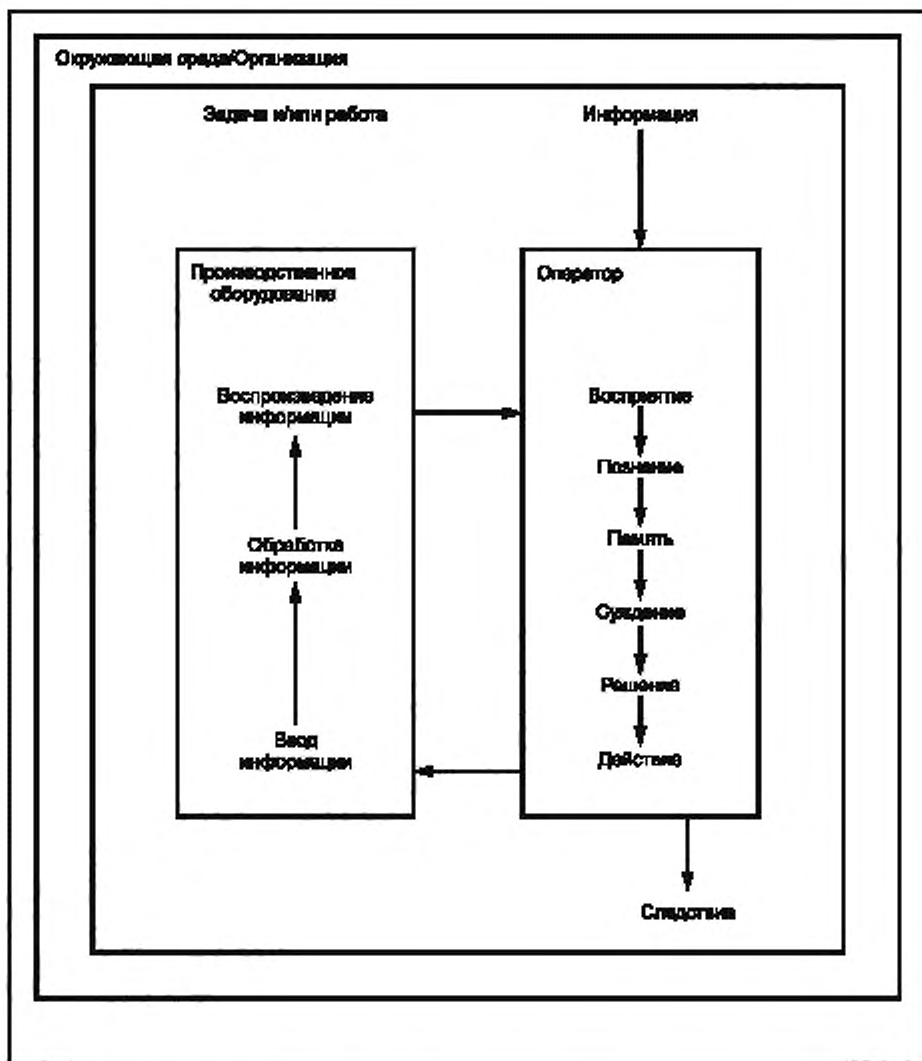 Окружающая среда/Организация
Задача и/или работа
Информация
Производственное
оборудование
Оператор
Воспроизведение
информации
Обработка
информации
Ввод
информации
Восприятие
Познание
Память
Суждение
Решение
Действие
Следствие